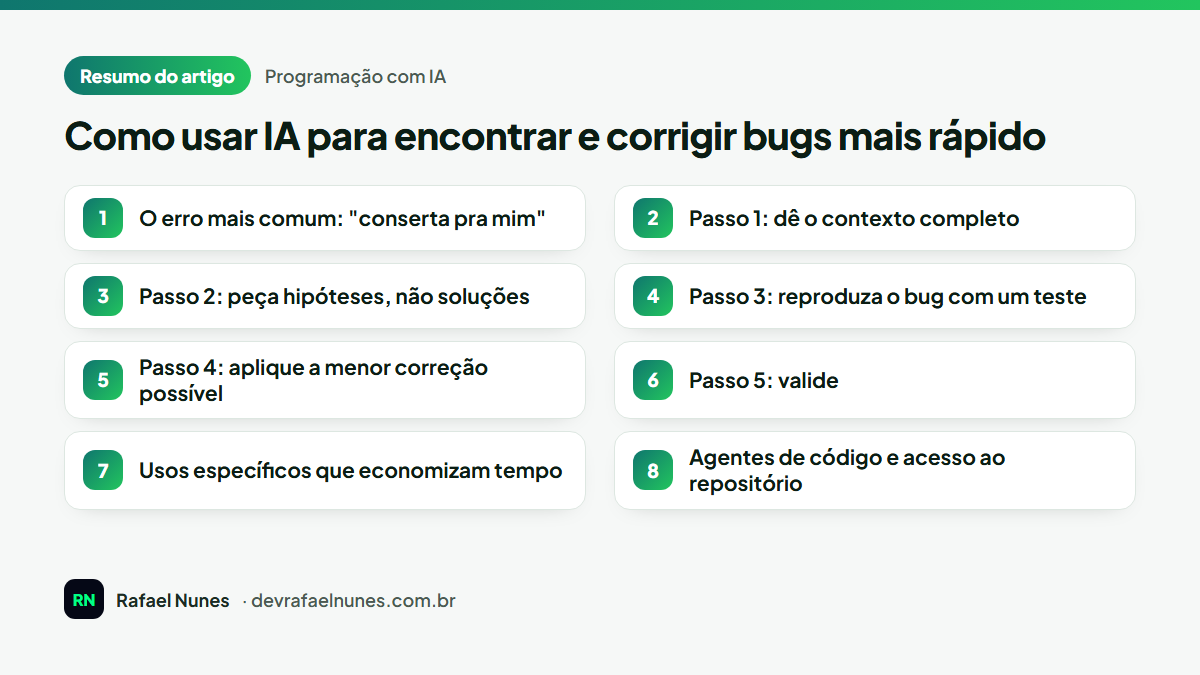 Resumo do artigo
Programação com IA
Como usar IA para encontrar e corrigir bugs mais rápido
1
O erro mais comum: "conserta pra mim"
2
Passo 1: dê o contexto completo
3
Passo 2: peça hipóteses, não soluções
4
Passo 3: reproduza o bug com um teste
5
Passo 4: aplique a menor correção
possível
6
Passo 5: valide
7
Usos específicos que economizam tempo
8
Agentes de código e acesso ao
repositório
RN
Rafael Nunes · devrafaelnunes.com.br